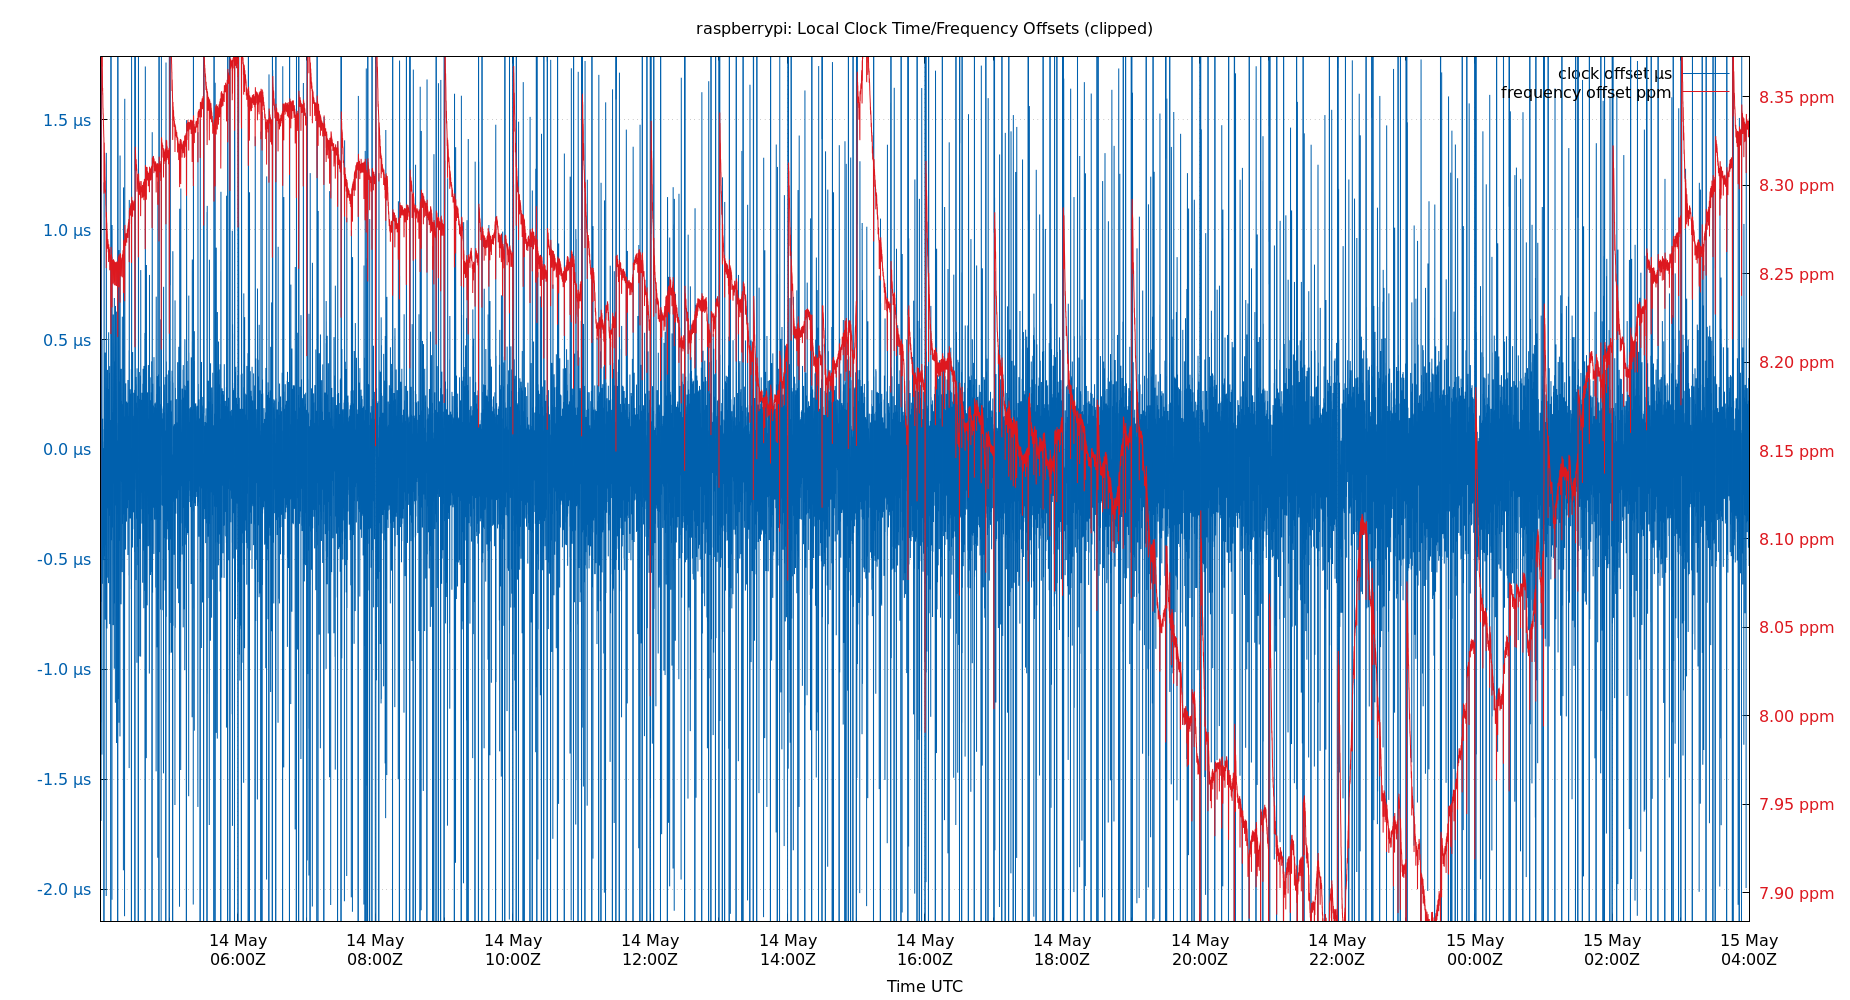 raspberrypi: Local Clock Time/Frequency Offsets (clipped)
clock offset µs
frequency offset ppm
1.5 µs
1.0 µs
0.5 µs
0.0 µs
-0.5 µs
-1.0 µs
-1.5 µs
-2.0 µs
8.35 ppm
8.30 ppm
8.25 ppm
8.20 ppm
8.15 ppm
8.10 ppm
8.05 ppm
8.00 ppm
7.95 ppm
7.90 ppm
14 May 14 May 14 May 14 May 14 May 14 May 14 May 14 May 14 May 15 May 15 May 15 May
06:00Z 08:00Z 10:00Z 12:00Z 14:00Z 16:00Z 18:00Z 20:00Z 22:00Z 00:00Z 02:00Z 04:00Z
Time UTC